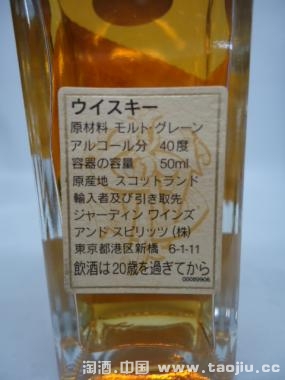 ウイスキー
原材料 モルト・グレーン
アルコール分 40度
容器の容量 50ml
原産地 スコットランド
輸入者及び引き取先
ジャーディン ワインズ
アンド スピリッツ(株)
東京都港区新橋 6-1-11
飲酒は20歳を過ぎてから
00089906
淘酒.中国 www.taojiu.cc